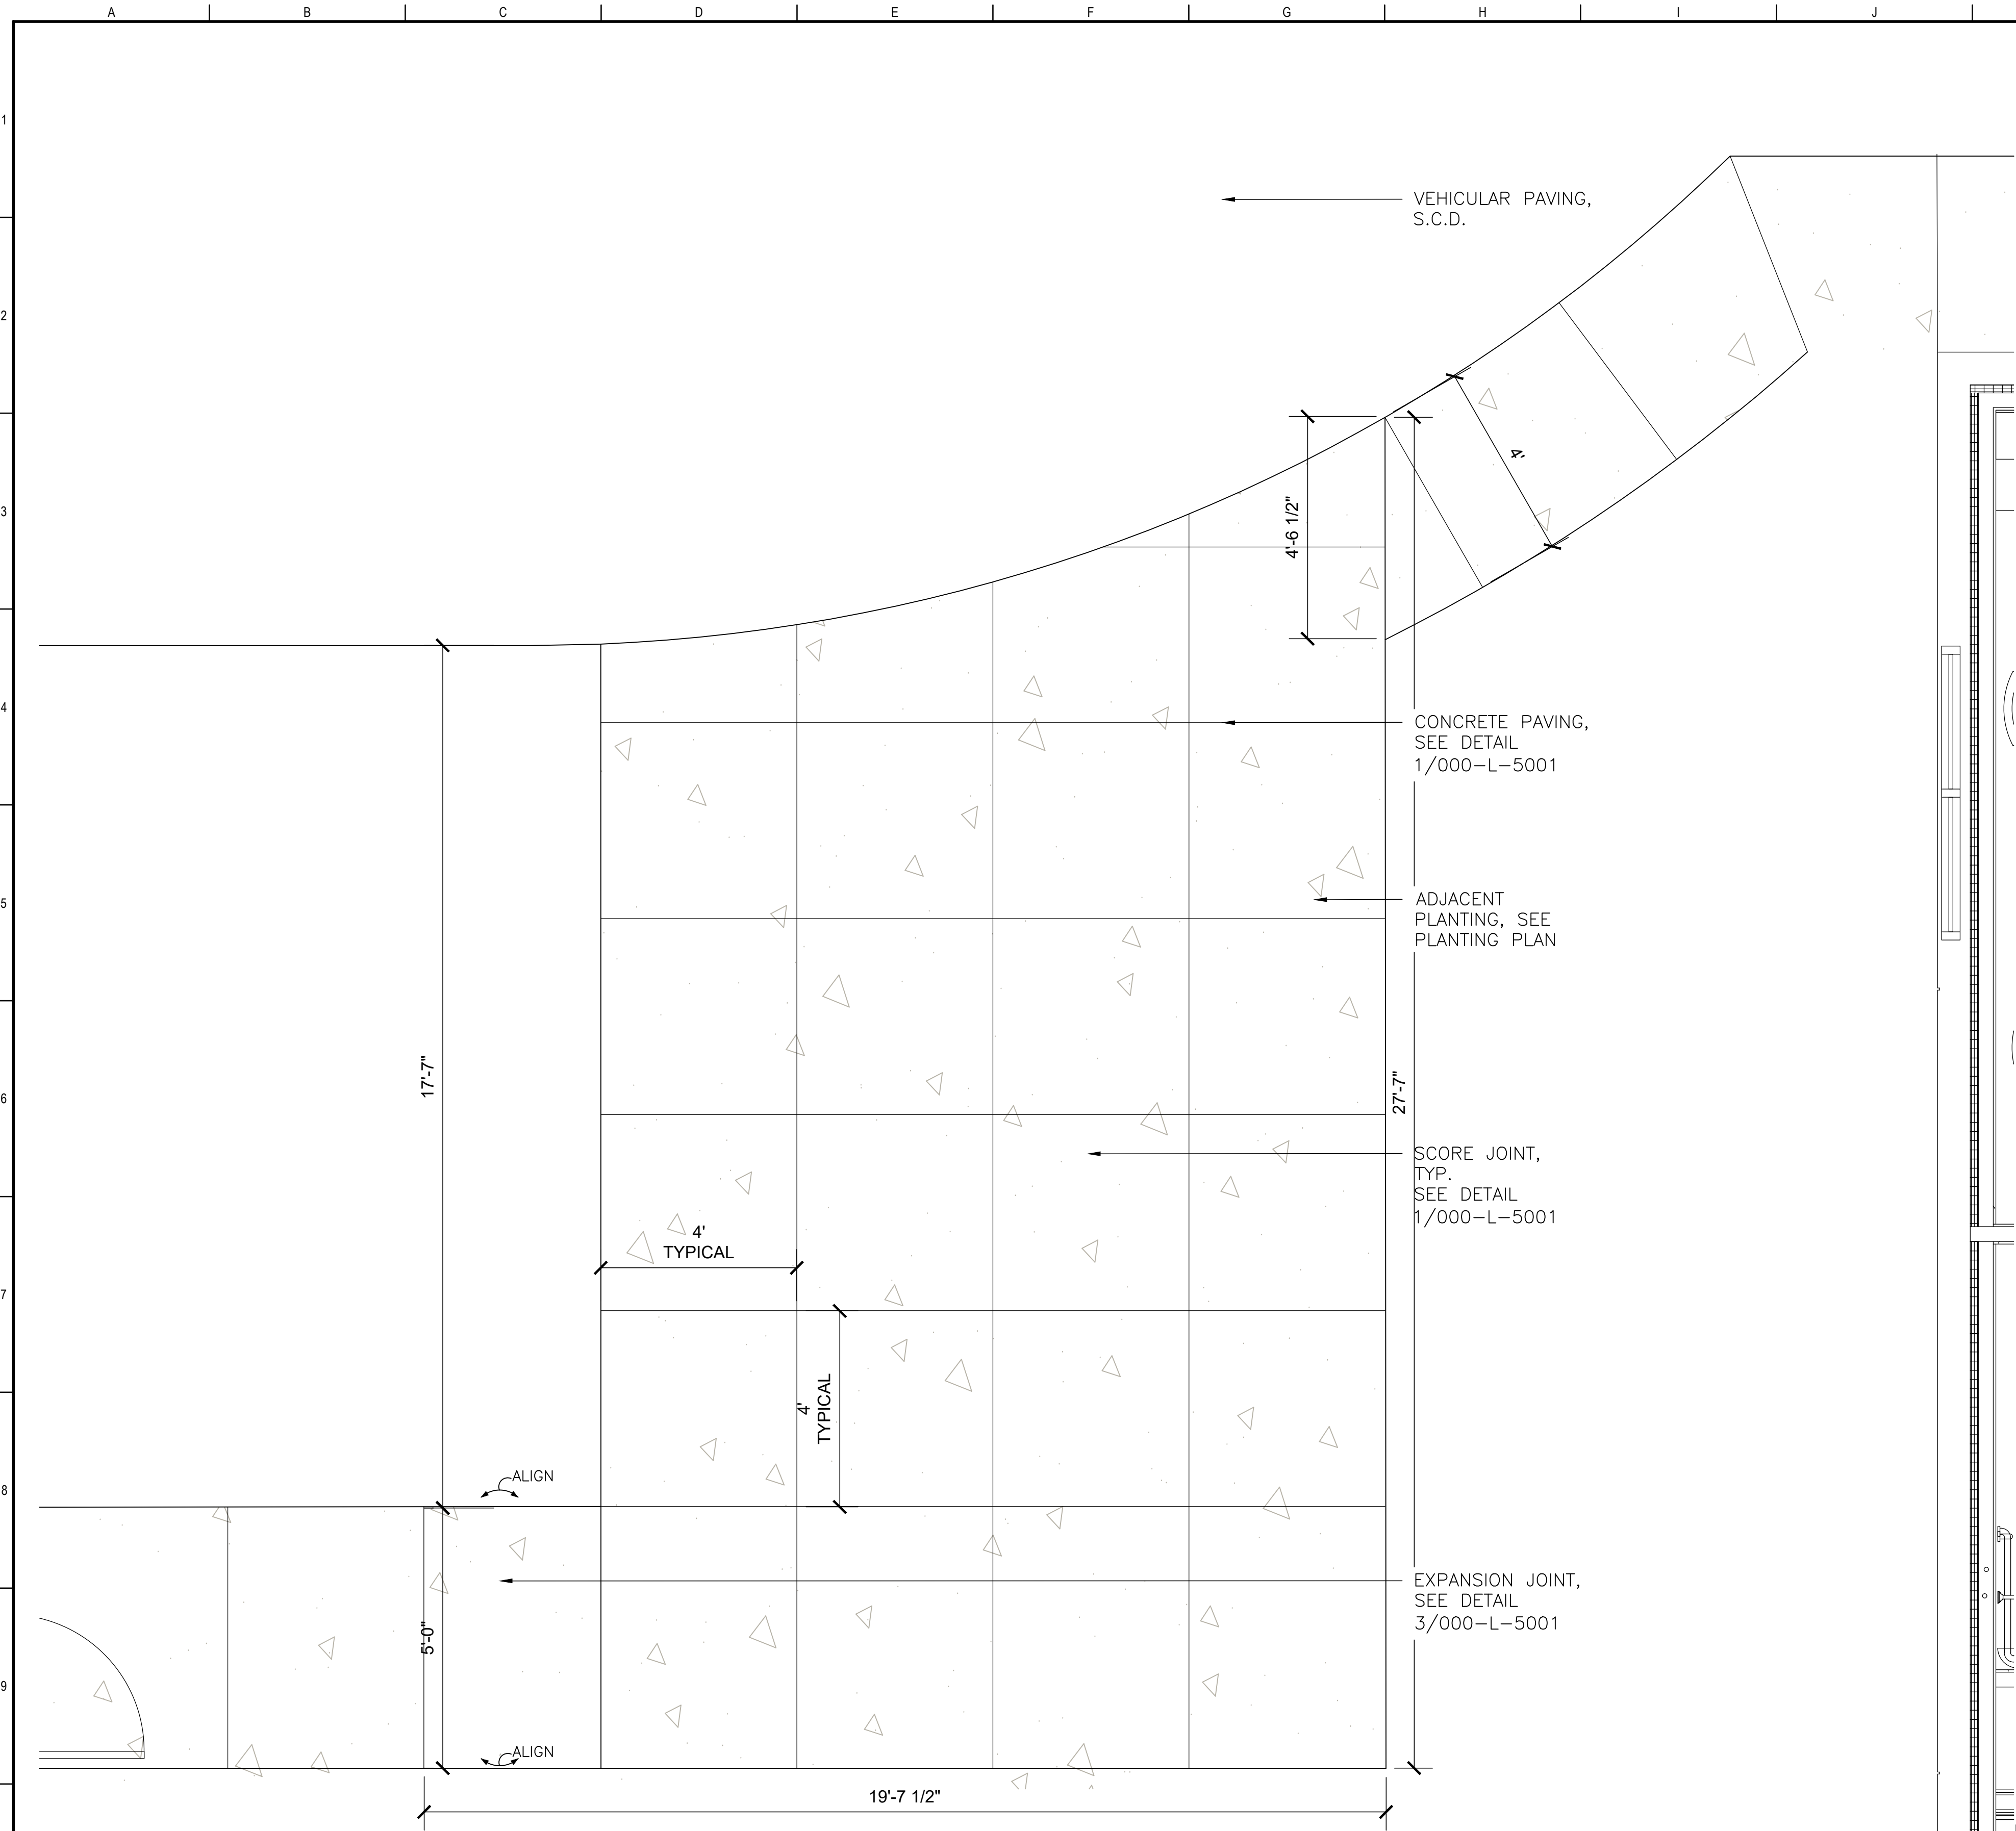 A B C D E F G H I J
1
VEHICULAR PAVING,
S.C.D.
2
4'
3
4'-6 1/2"
4
CONCRETE PAVING,
SEE DETAIL
1/000-L-5001
5
ADJACENT
PLANTING, SEE
PLANTING PLAN
17'-7"
27'-7"
6
SCORE JOINT,
TYP.
SEE DETAIL
1/000-L-5001
4'
TYPICAL
7
4'
TYPICAL
8
ALIGN
EXPANSION JOINT,
SEE DETAIL
3/000-L-5001
5'-0"
9
ALIGN
19'-7 1/2"